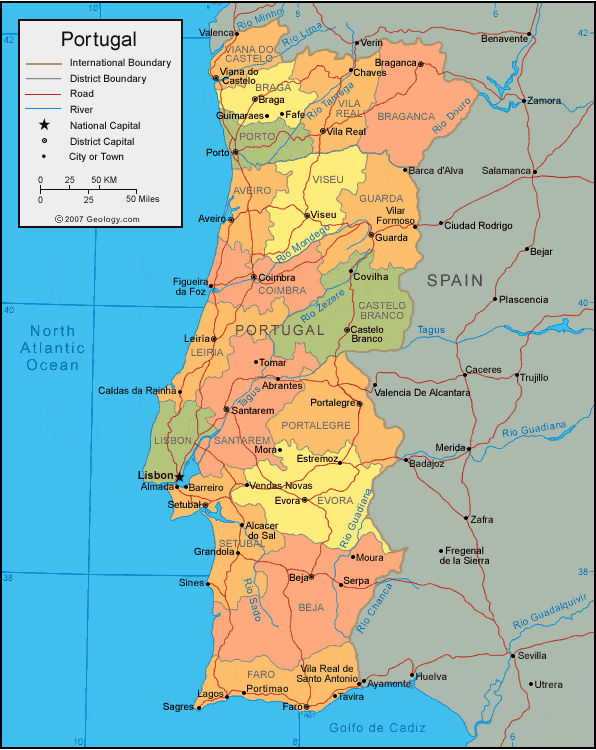 Portugal
International Boundary
District Boundary
Road
River
National Capital
District Capital
City or Town
0 25 50 KM
0 25 50 Miles
© 2007 Geology.com
10
8
6
42
42
40
40
38
38
10
8
6
Rio Minho
Rio Lima
Valenca
VIANA DO
CASTELO
Verin
Benavente
Viana do
Castelo
Chaves
Braganca
BRAGA
Braga
Rio Tamega
VILA
REAL
Zamora
Guimaraes
Fafe
BRAGANCA
Rio Douro
Vila Real
PORTO
Porto
Barca d'Alva
Salamanca
VISEU
AVEIRO
GUARDA
Vilar
Formoso
Aveiro
Viseu
Ciudad Rodrigo
Guarda
Rio Mondego
Bejar
Covilha
Coimbra
SPAIN
Figueira
da Foz
COIMBRA
Rio Zezere
CASTELO
BRANCO
Plascencia
North
Atlantic
Ocean
PORTUGAL
Castelo
Branco
Tagus
Leiria
LEIRIA
Tomar
Caceres
Trujillo
Abrantes
Caldas da Rainha
Tagus
Valencia De Alcantara
Santarem
Portalegre
PORTALEGRE
Rio Guadiana
LISBON
SANTAREM
Mora
Merida
Estremoz
Badajoz
Lisbon
Almada
Barreiro
Vendas Novas
Evora
EVORA
Setubal
Rio Guadiana
Zafra
Alcacer
do Sal
SETUBAL
Grandola
Moura
Fregenal
de la Sierra
Sines
Beja
Serpa
Rio Sado
BEJA
Rio Chanca
Rio Guadalquivir
Sevilla
FARO
Vila Real de
Santo Antonio
Huelva
Lagos
Portimao
Ayamonte
Utrera
Sagres
Faro
Tavira
Golfo de Cadiz